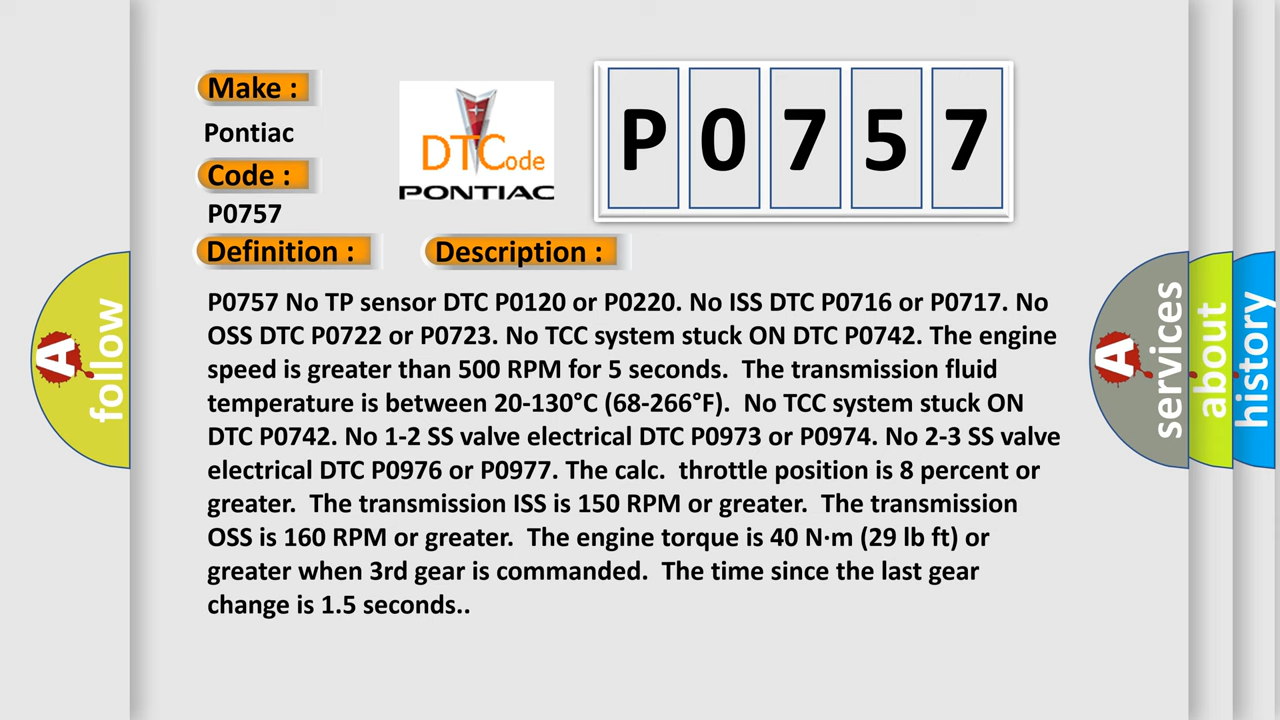 Make :
Pontiac
Code :
P0757
DTCode
PONTIAC
P0757
Definition :
Description :
P0757 No TP sensor DTC P0120 or P0220. No ISS DTC P0716 or P0717. No
OSS DTC P0722 or P0723. No TCC system stuck ON DTC P0742. The engine
speed is greater than 500 RPM for 5 seconds. The transmission fluid
temperature is between 20-130°C (68-266°F). No TCC system stuck ON
DTC P0742. No 1-2 SS valve electrical DTC P0973 or P0974. No 2-3 SS valve
electrical DTC P0976 or P0977. The calc. throttle position is 8 percent or
greater. The transmission ISS is 150 RPM or greater. The transmission
OSS is 160 RPM or greater. The engine torque is 40 N·m (29 lb ft) or
greater when 3rd gear is commanded. The time since the last gear
change is 1.5 seconds..
A
follow
A
services
about
history